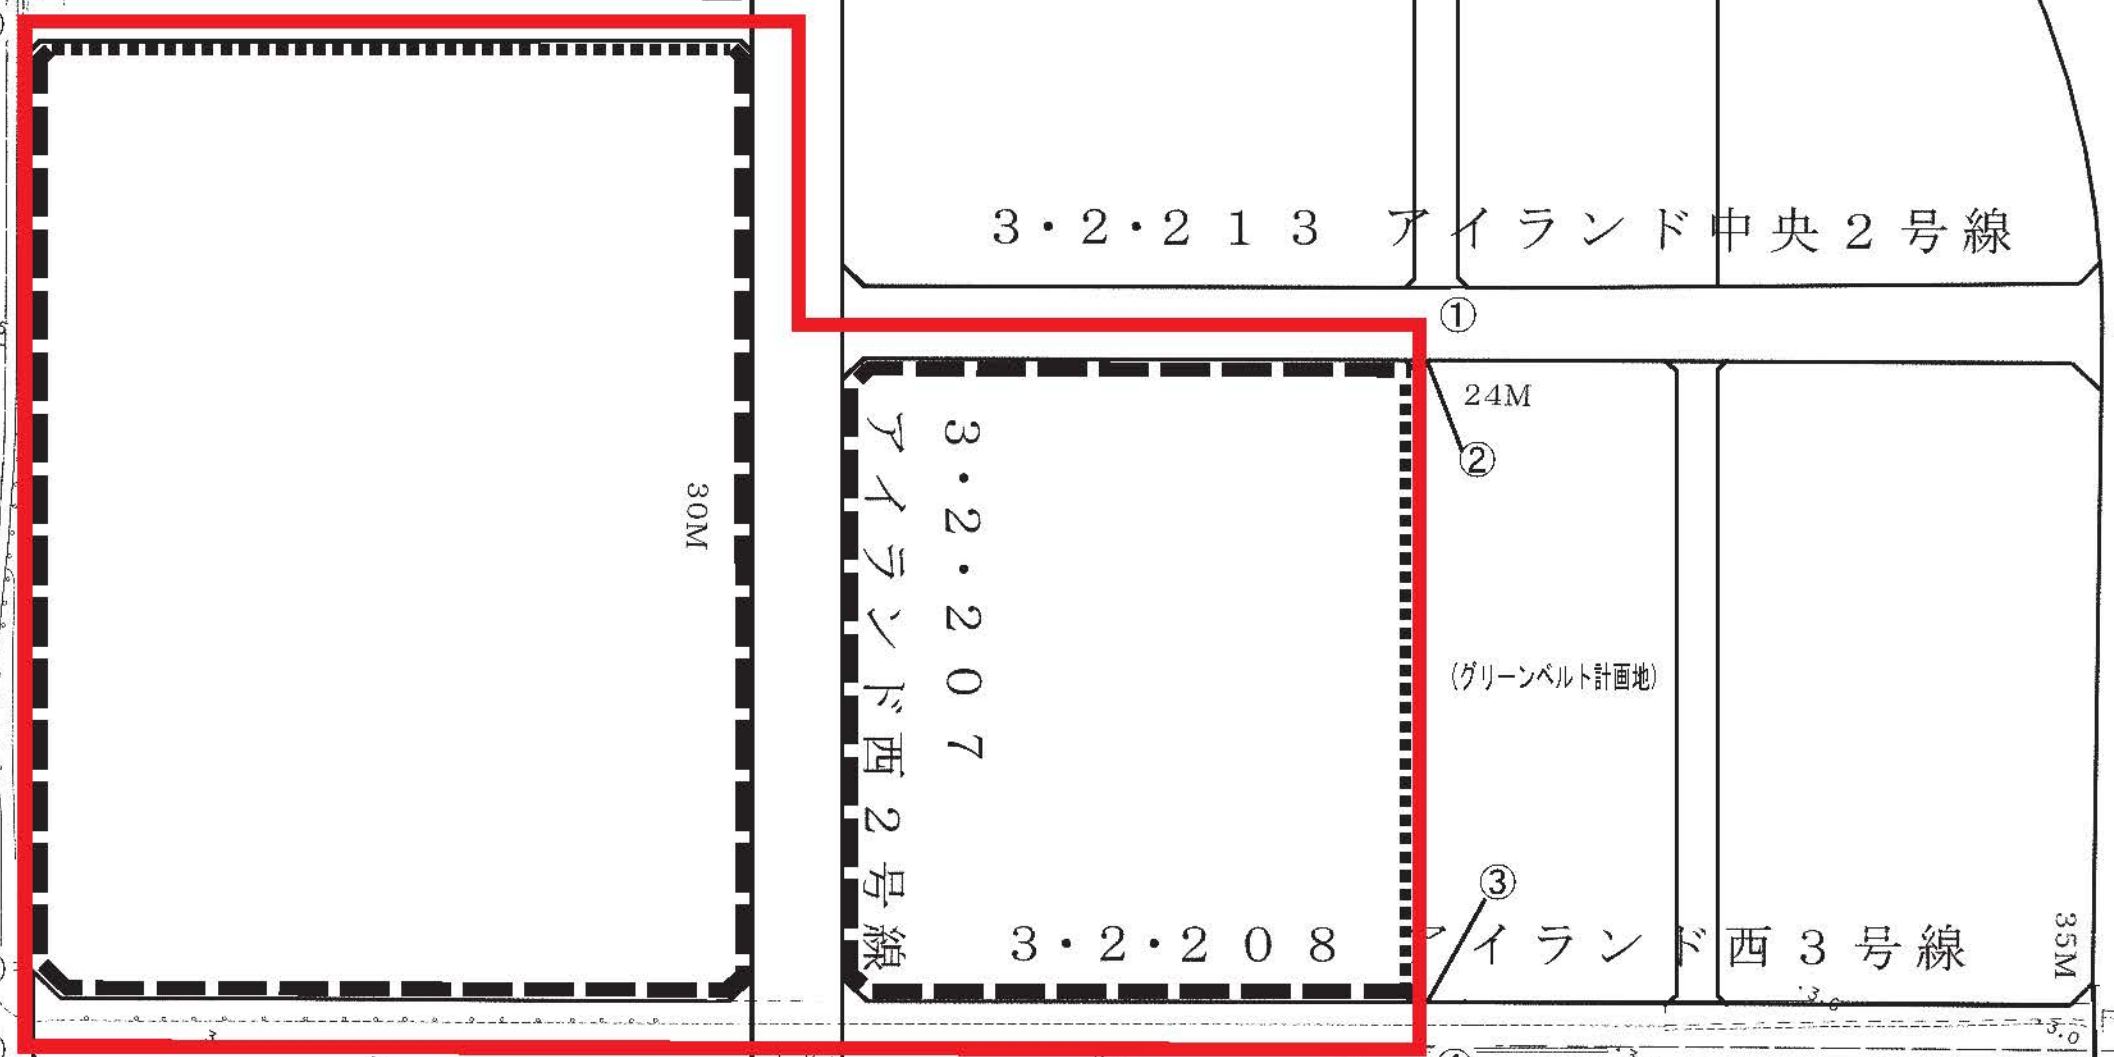 3・2・213 アイランド中央2号線
①
24M
②
3・2・207
アイランド西2号線
30M
(グリーンベルト計画地)
③
3・2・208 アイランド西3号線
35M
3.0